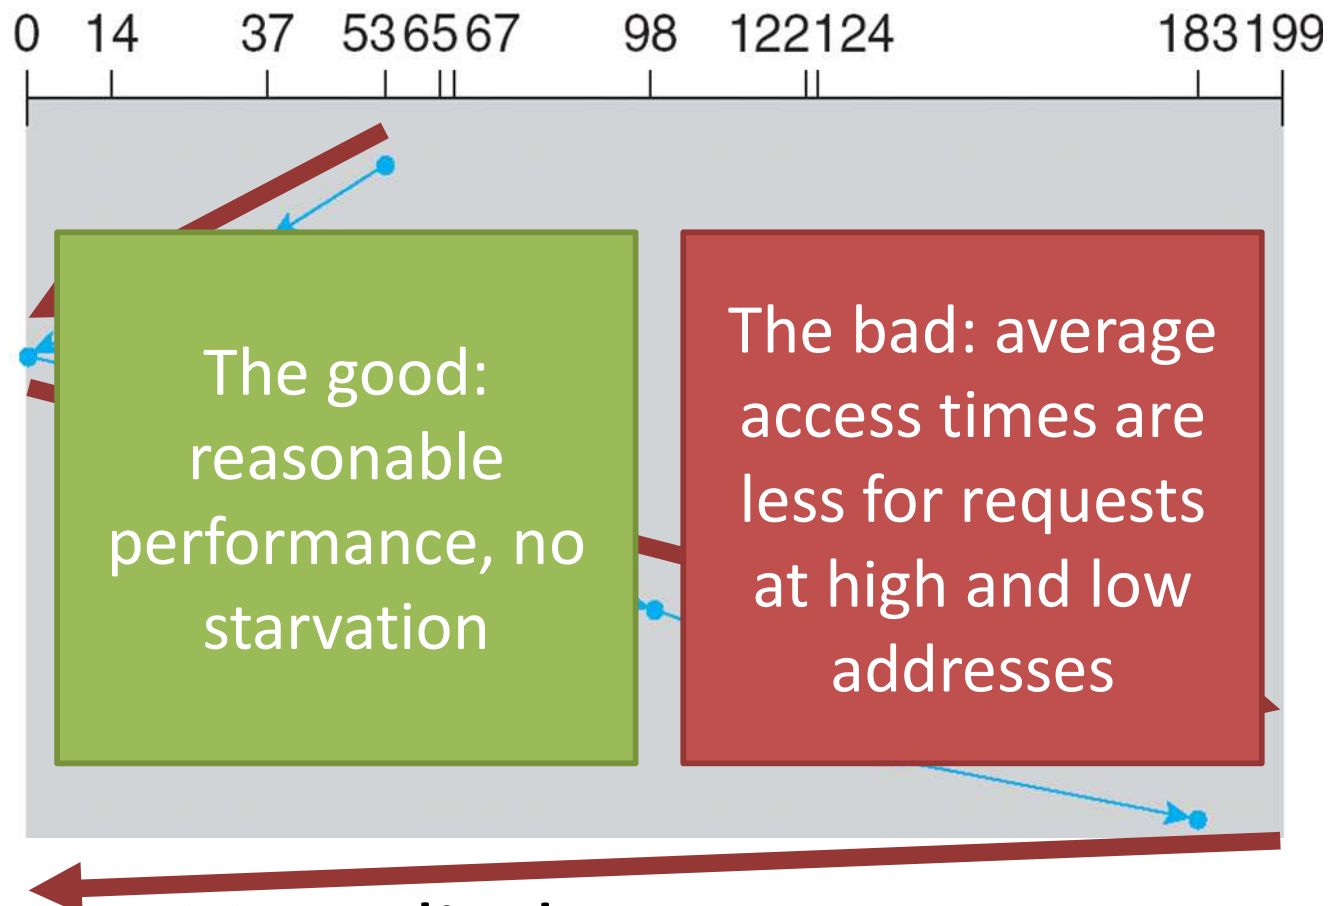 0 14 37 53 65 67 98 122 124 183 199
The good:
reasonable
performance, no
starvation
The bad: average
access times are
less for requests
at high and low
addresses